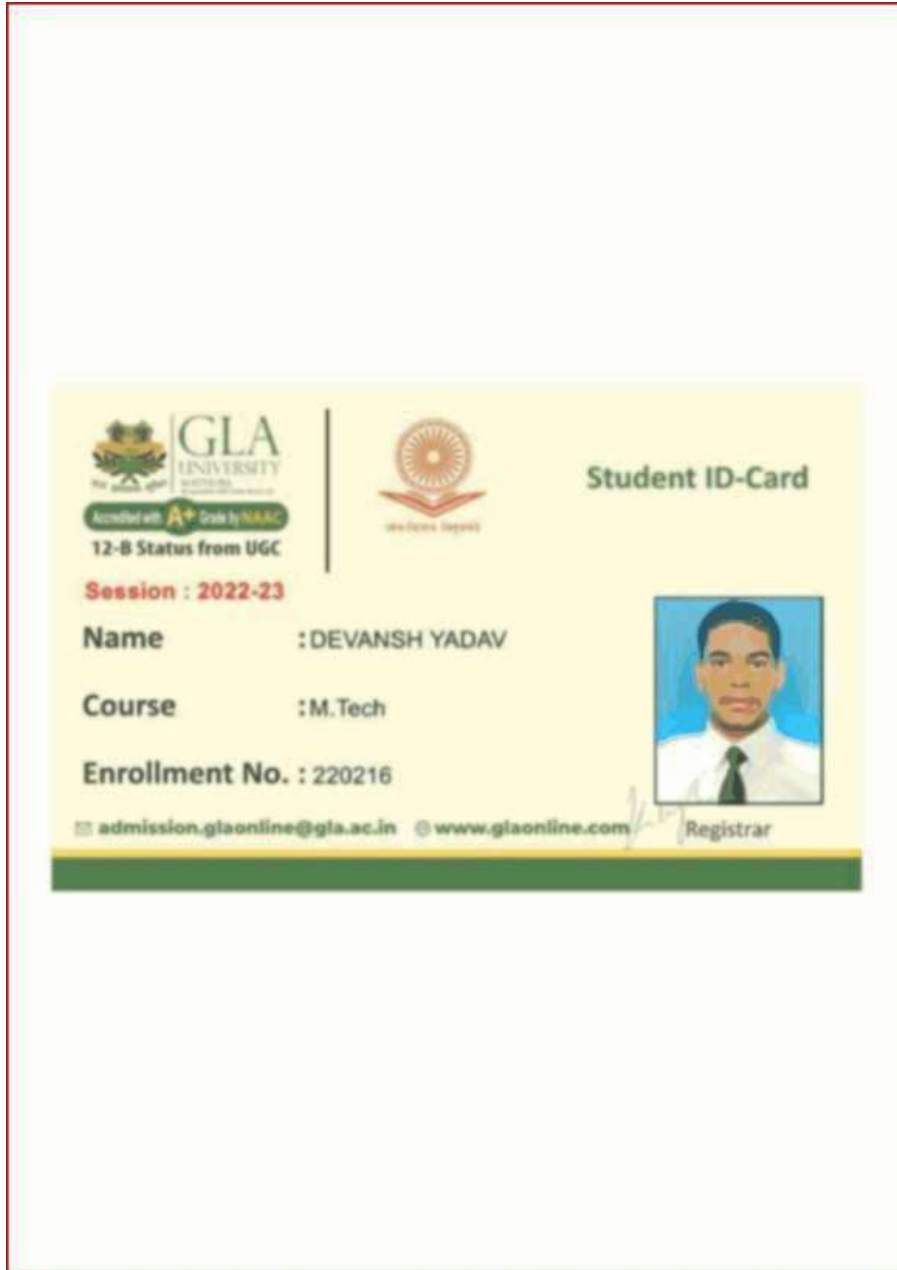 GLA
UNIVERSITY
Accredited with A+ Grade by NAAC
12-B Status from UGC
Student ID-Card
Session : 2022-23
Name : DEVANSH YADAV
Course : M.Tech
Enrollment No. : 220216
admission.glaonline@gla.ac.in www.glaonline.com
Registrar